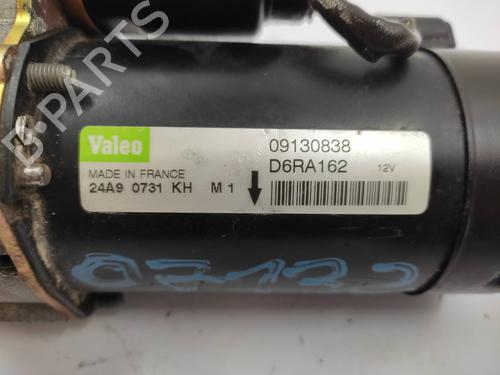 B-PARTS
Valeo
09130838
MADE IN FRANCE
D6RA162 12V
24A9 0731 KH M 1